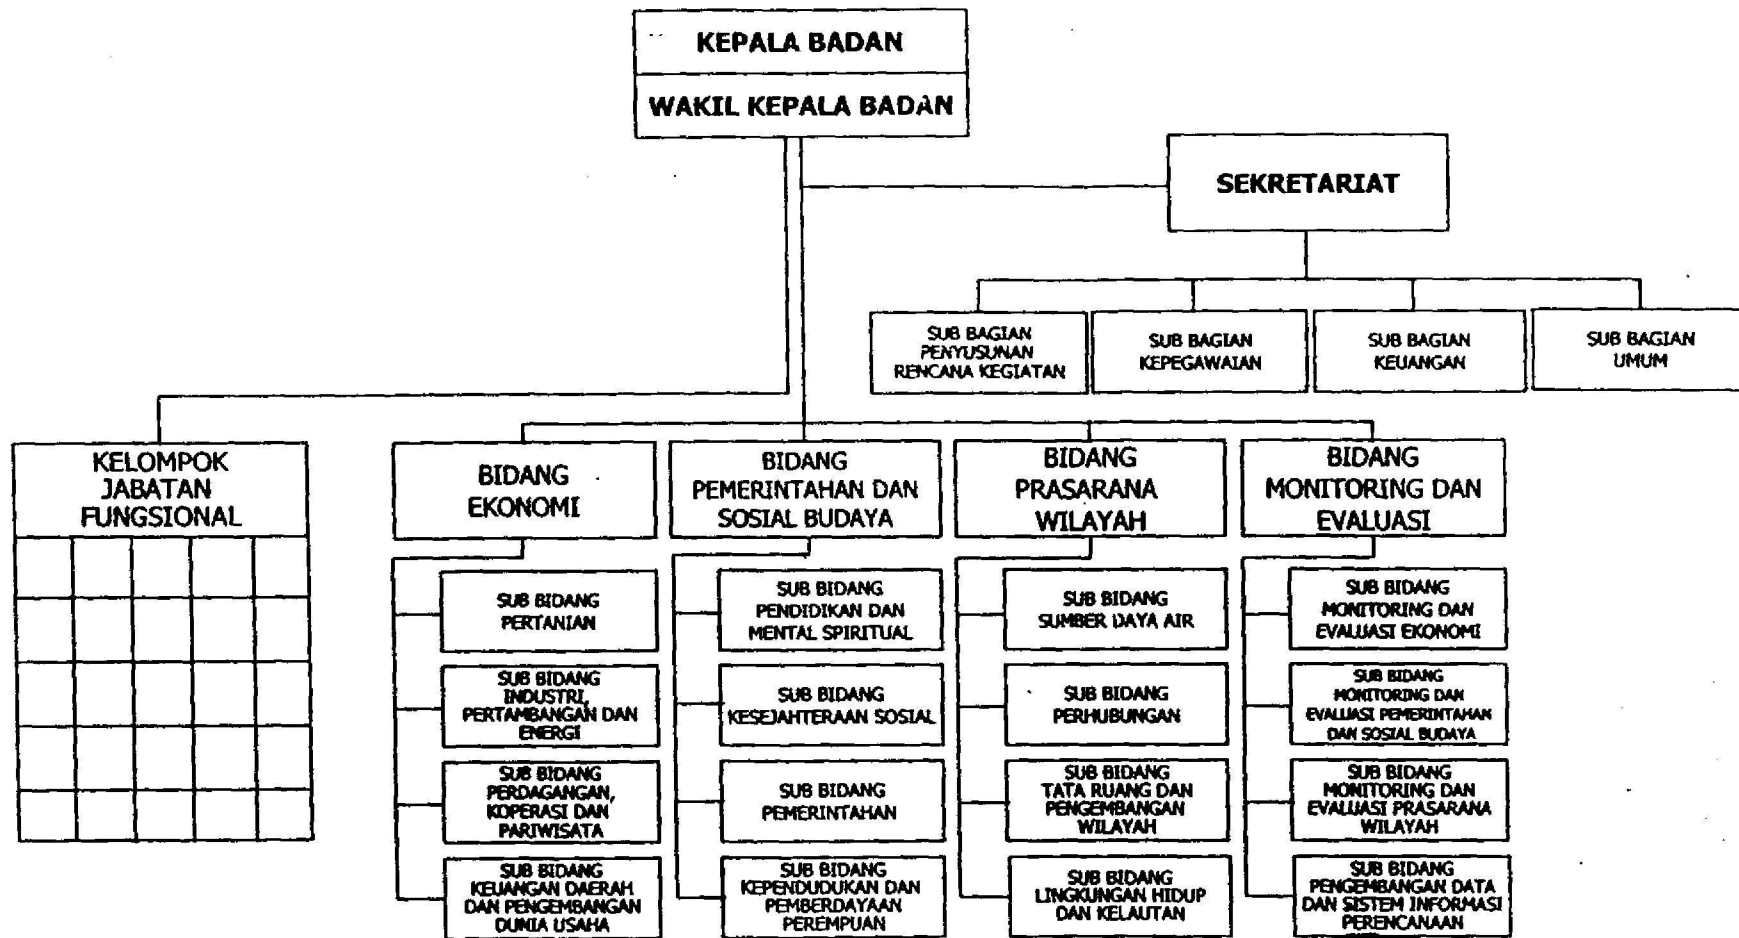 KEPALA BADAN
WAKIL KEPALA BADAN
SEKRETARIAT
SUB BAGIAN
PENYUSUNAN
RENCANA KEGIATAN
SUB BAGIAN
KEPEGAWAIAN
SUB BAGIAN
KEUANGAN
SUB BAGIAN
UMUM
KELOMPOK
JABATAN
FUNGSIONAL
BIDANG
EKONOMI
BIDANG
PEMERINTAHAN DAN
SOSIAL BUDAYA
BIDANG
PRASARANA
WILAYAH
BIDANG
MONITORING DAN
EVALUASI
SUB BIDANG
PERTANIAN
SUB BIDANG
INDUSTRI,
PERTAMBANGAN DAN
ENERGI
SUB BIDANG
PERDAGANGAN,
KOPERASI DAN
PARIWISATA
SUB BIDANG
KEUANGAN DAERAH
DAN PENGEMBANGAN
DUNIA USAHA
SUB BIDANG
PENDIDIKAN DAN
MENTAL SPIRITUAL
SUB BIDANG
KESEJAHTERAAN SOSIAL
SUB BIDANG
PEMERINTAHAN
SUB BIDANG
KEPENDUDUKAN DAN
PEMBERDAYAAN
PEREMPUAN
SUB BIDANG
SUMBER DAYA AIR
SUB BIDANG
PERHUBUNGAN
SUB BIDANG
TATA RUANG DAN
PENGEMBANGAN
WILAYAH
SUB BIDANG
LINGKUNGAN HIDUP
DAN KELAUTAN
SUB BIDANG
MONITORING DAN
EVALUASI EKONOMI
SUB BIDANG
MONITORING DAN
EVALUASI PEMERINTAHAN
DAN SOSIAL BUDAYA
SUB BIDANG
MONITORING DAN
EVALUASI PRASARANA
WILAYAH
SUB BIDANG
PENGEMBANGAN DATA
DAN SISTEM INFORMASI
PERENCANAAN